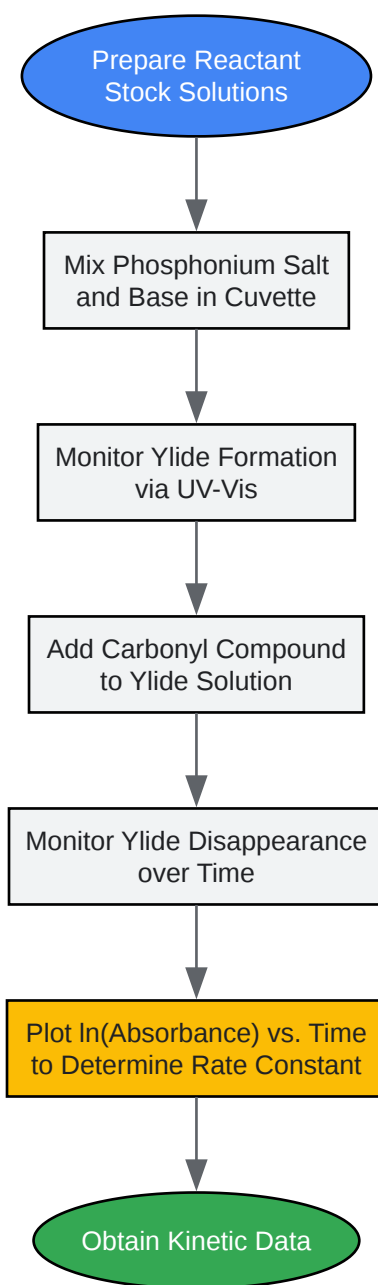 Prepare Reactant
Stock Solutions
Mix Phosphonium Salt
and Base in Cuvette
Monitor Ylide Formation
via UV-Vis
Add Carbonyl Compound
to Ylide Solution
Monitor Ylide Disappearance
over Time
Plot ln(Absorbance) vs. Time
to Determine Rate Constant
Obtain Kinetic Data